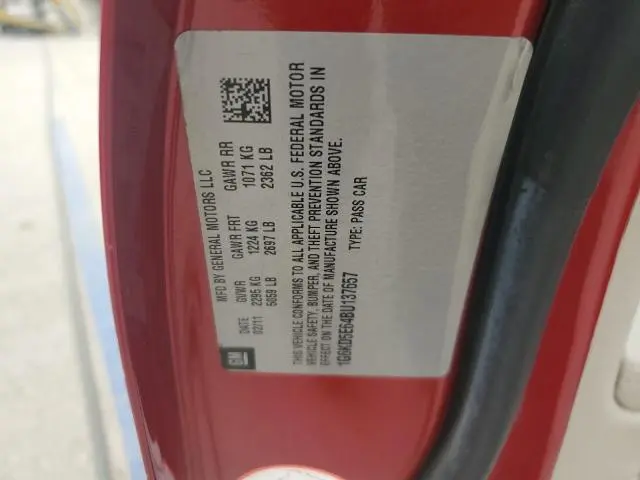 GM
MFD BY GENERAL MOTORS LLC
DATE GVWR GAWR FRT GAWR RR
02/11 2295 KG 1224 KG 1071 KG
5059 LB 2697 LB 2362 LB
THIS VEHICLE CONFORMS TO ALL APPLICABLE U.S. FEDERAL MOTOR
VEHICLE SAFETY, BUMPER, AND THEFT PREVENTION STANDARDS IN
EFFECT ON THE DATE OF MANUFACTURE SHOWN ABOVE.
1G6KD5E64BU137657 TYPE: PASS CAR